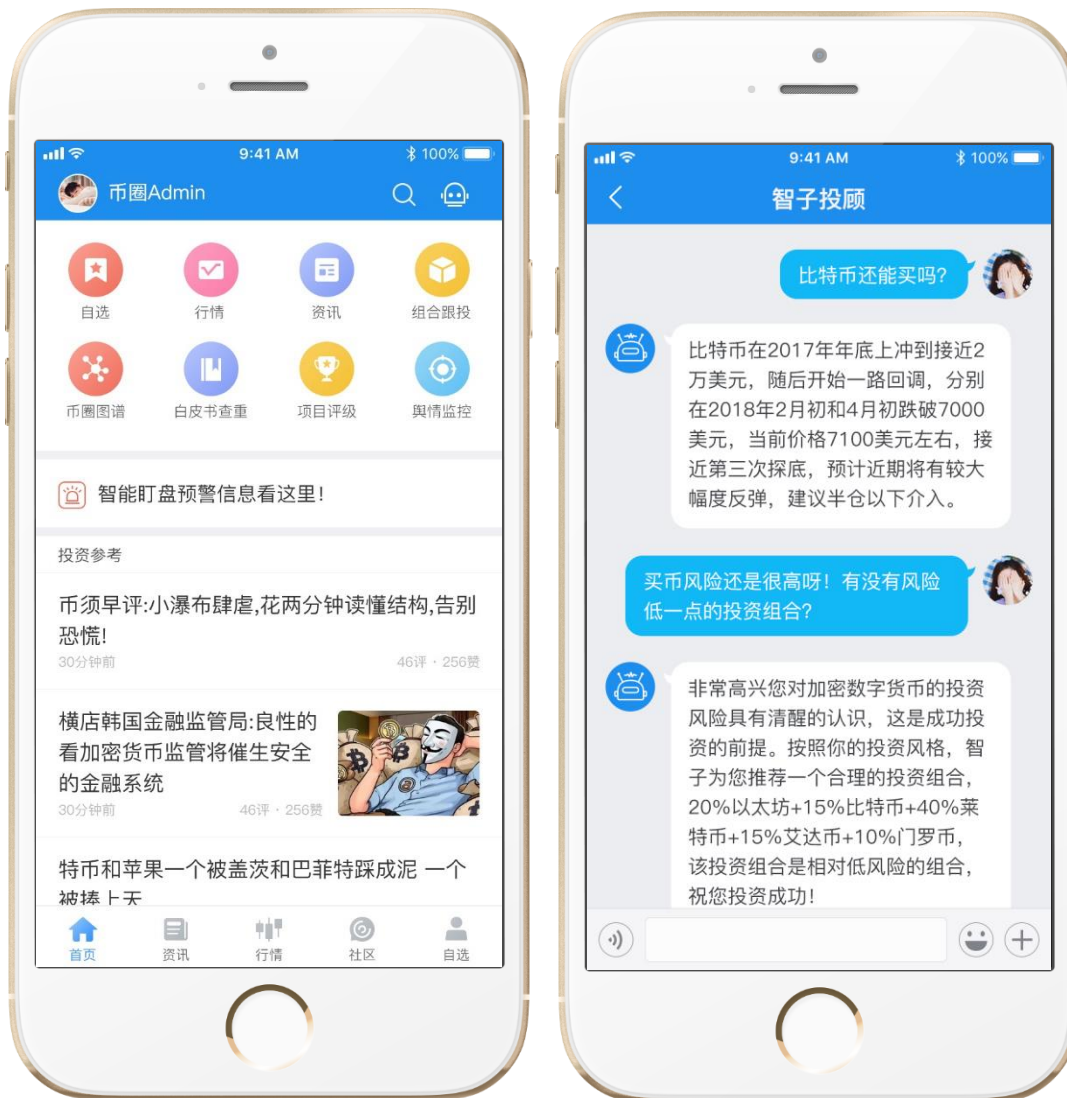 9:41 AM
100%
币圈Admin
自选
行情
资讯
组合跟投
币圈图谱
白皮书查重
项目评级
舆情监控
智能盯盘预警信息看这里!
投资参考
币须早评:小瀑布肆虐,花两分钟读懂结构,告别
恐慌!
30分钟前
46评 · 256赞
横店韩国金融监管局:良性的
看加密货币监管将催生安全
的金融系统
30分钟前
46评 · 256赞
特币和苹果一个被盖茨和巴菲特踩成泥 一个
被捧上天
首页
资讯
行情
社区
自选
9:41 AM
100%
智子投顾
比特币还能买吗?
比特币在2017年年底上冲到接近2
万美元，随后开始一路回调，分别
在2018年2月初和4月初跌破7000
美元，当前价格7100美元左右，接
近第三次探底，预计近期将有较大
幅度反弹，建议半仓以下介入。
买币风险还是很高呀！有没有风险
低一点的投资组合?
非常高兴您对加密数字货币的投资
风险具有清醒的认识，这是成功投
资的前提。按照你的投资风格，智
子为您推荐一个合理的投资组合，
20%以太坊+15%比特币+40%莱
特币+15%艾达币+10%门罗币，
该投资组合是相对低风险的组合，
祝您投资成功!